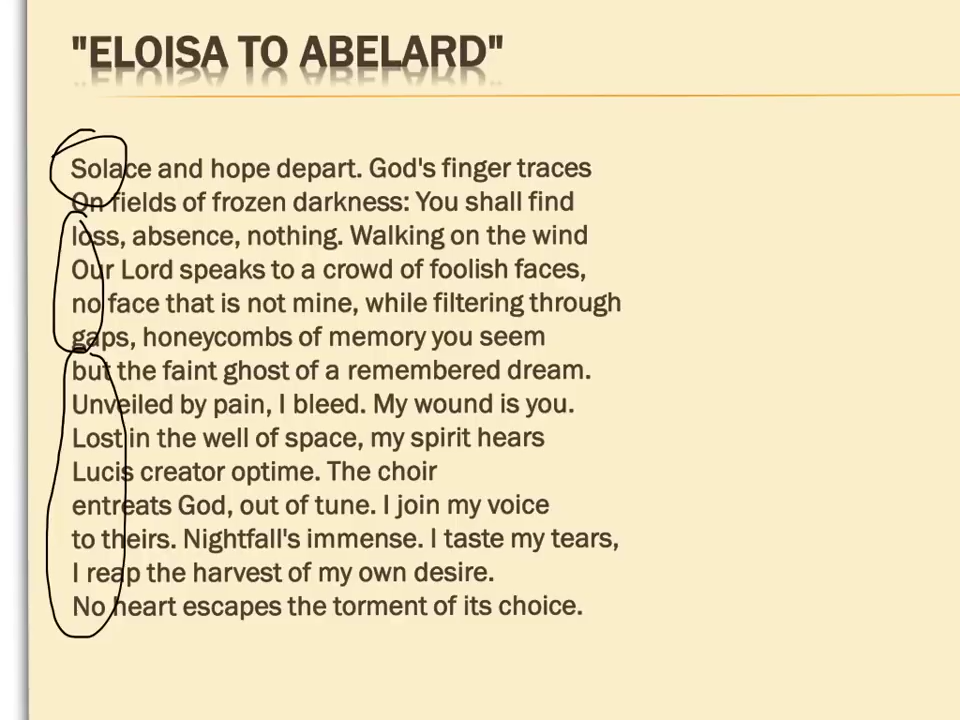 "ELOISA TO ABELARD"
Solace and hope depart. God's finger traces
On fields of frozen darkness: You shall find
loss, absence, nothing. Walking on the wind
Our Lord speaks to a crowd of foolish faces,
no face that is not mine, while filtering through
gaps, honeycombs of memory you seem
but the faint ghost of a remembered dream.
Unveiled by pain, I bleed. My wound is you.
Lost in the well of space, my spirit hears
Lucis creator optime. The choir
entreats God, out of tune. I join my voice
to theirs. Nightfall's immense. I taste my tears,
I reap the harvest of my own desire.
No heart escapes the torment of its choice.